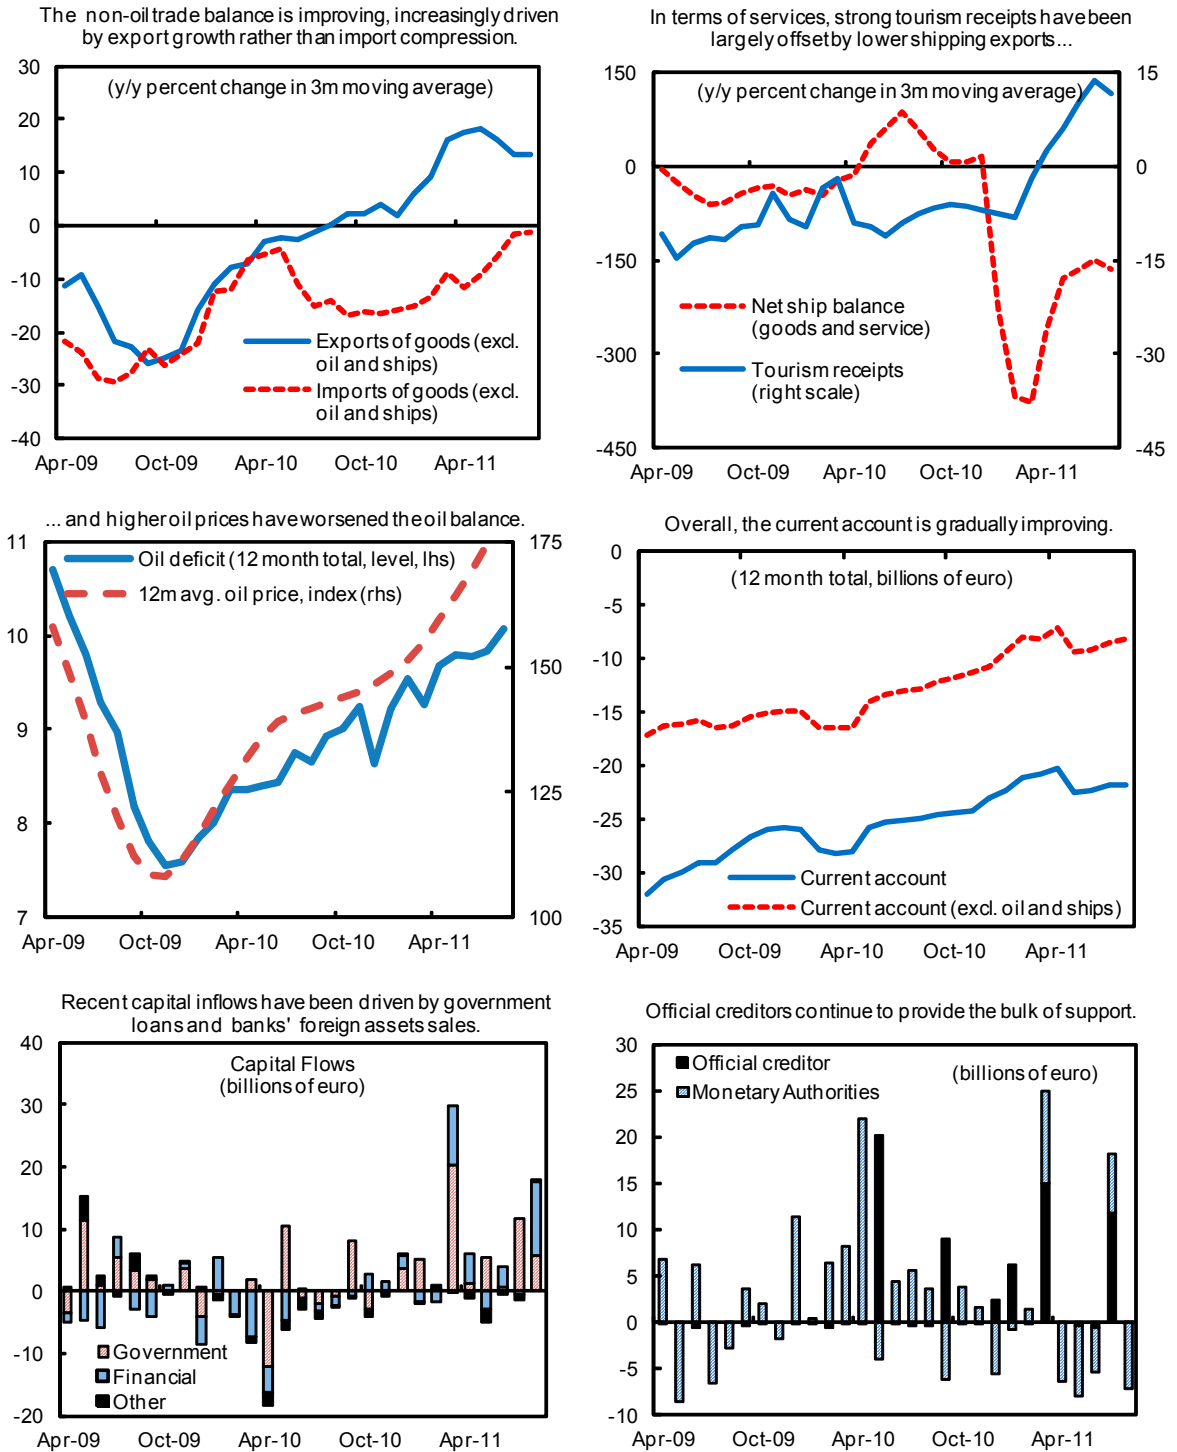 The non-oil trade balance is improving, increasingly driven
by export growth rather than import compression.
30
20
10
0
-10
-20
-30
-40
(y/y percent change in 3m moving average)
Exports of goods (excl.
oil and ships)
Imports of goods (excl.
oil and ships)
Apr-09 Oct-09 Apr-10 Oct-10 Apr-11
In terms of services, strong tourism receipts have been
largely offset by lower shipping exports...
150
0
-150
-300
-450
(y/y percent change in 3m moving average)
15
0
-15
-30
-45
Net ship balance
(goods and service)
Tourism receipts
(right scale)
Apr-09 Oct-09 Apr-10 Oct-10 Apr-11
... and higher oil prices have worsened the oil balance.
11
10
9
8
7
Oil deficit (12 month total, level, lhs)
12m avg. oil price, index (rhs)
175
150
125
100
Apr-09 Oct-09 Apr-10 Oct-10 Apr-11
Overall, the current account is gradually improving.
0
-5
-10
-15
-20
-25
-30
-35
(12 month total, billions of euro)
Current account
Current account (excl. oil and ships)
Apr-09 Oct-09 Apr-10 Oct-10 Apr-11
Recent capital inflows have been driven by government
loans and banks' foreign assets sales.
40
30
20
10
0
-10
-20
Capital Flows
(billions of euro)
Government
Financial
Other
Apr-09 Oct-09 Apr-10 Oct-10 Apr-11
Official creditors continue to provide the bulk of support.
30
25
20
15
10
5
0
-5
-10
Official creditor
Monetary Authorities
(billions of euro)
Apr-09 Oct-09 Apr-10 Oct-10 Apr-11